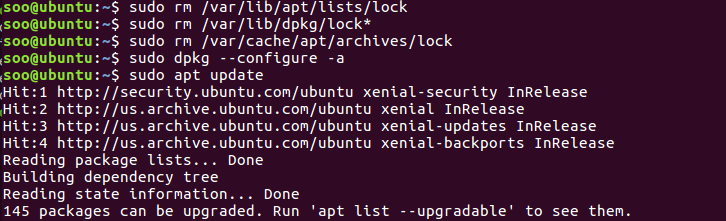 soo@ubuntu:~$ sudo rm /var/lib/apt/lists/lock
soo@ubuntu:~$ sudo rm /var/lib/dpkg/lock*
soo@ubuntu:~$ sudo rm /var/cache/apt/archives/lock
soo@ubuntu:~$ sudo dpkg --configure -a
soo@ubuntu:~$ sudo apt update
Hit:1 http://security.ubuntu.com/ubuntu xenial-security InRelease
Hit:2 http://us.archive.ubuntu.com/ubuntu xenial InRelease
Hit:3 http://us.archive.ubuntu.com/ubuntu xenial-updates InRelease
Hit:4 http://us.archive.ubuntu.com/ubuntu xenial-backports InRelease
Reading package lists... Done
Building dependency tree
Reading state information... Done
145 packages can be upgraded. Run 'apt list --upgradable' to see them.